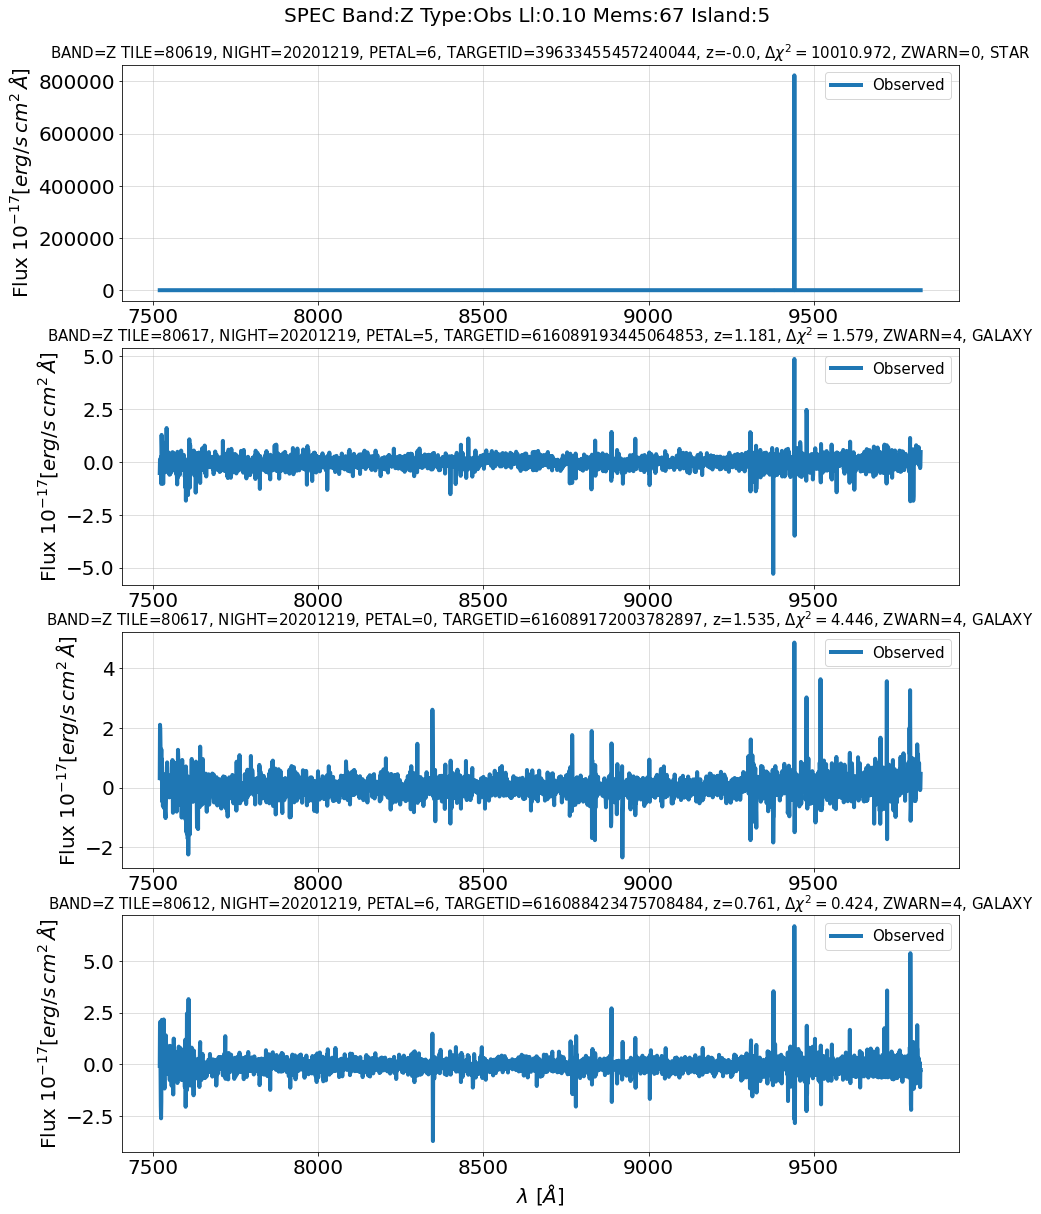 SPEC Band:Z Type:Obs Ll:0.10 Mems:67 Island:5
BAND=Z TILE=80619, NIGHT=20201219, PETAL=6, TARGETID=39633455457240044, z=-0.0, Δχ² = 10010.972, ZWARN=0, STAR
Flux 10⁻¹⁷[erg/s cm² Å]
800000
600000
400000
200000
0
Observed
7500 8000 8500 9000 9500
BAND=Z TILE=80617, NIGHT=20201219, PETAL=5, TARGETID=616089193445064853, z=1.181, Δχ² = 1.579, ZWARN=4, GALAXY
Flux 10⁻¹⁷[erg/s cm² Å]
5.0
2.5
0.0
−2.5
−5.0
Observed
7500 8000 8500 9000 9500
BAND=Z TILE=80617, NIGHT=20201219, PETAL=0, TARGETID=616089172003782897, z=1.535, Δχ² = 4.446, ZWARN=4, GALAXY
Flux 10⁻¹⁷[erg/s cm² Å]
4
2
0
−2
Observed
7500 8000 8500 9000 9500
BAND=Z TILE=80612, NIGHT=20201219, PETAL=6, TARGETID=616088423475708484, z=0.761, Δχ² = 0.424, ZWARN=4, GALAXY
Flux 10⁻¹⁷[erg/s cm² Å]
5.0
2.5
0.0
−2.5
Observed
7500 8000 8500 9000 9500
λ [Å]